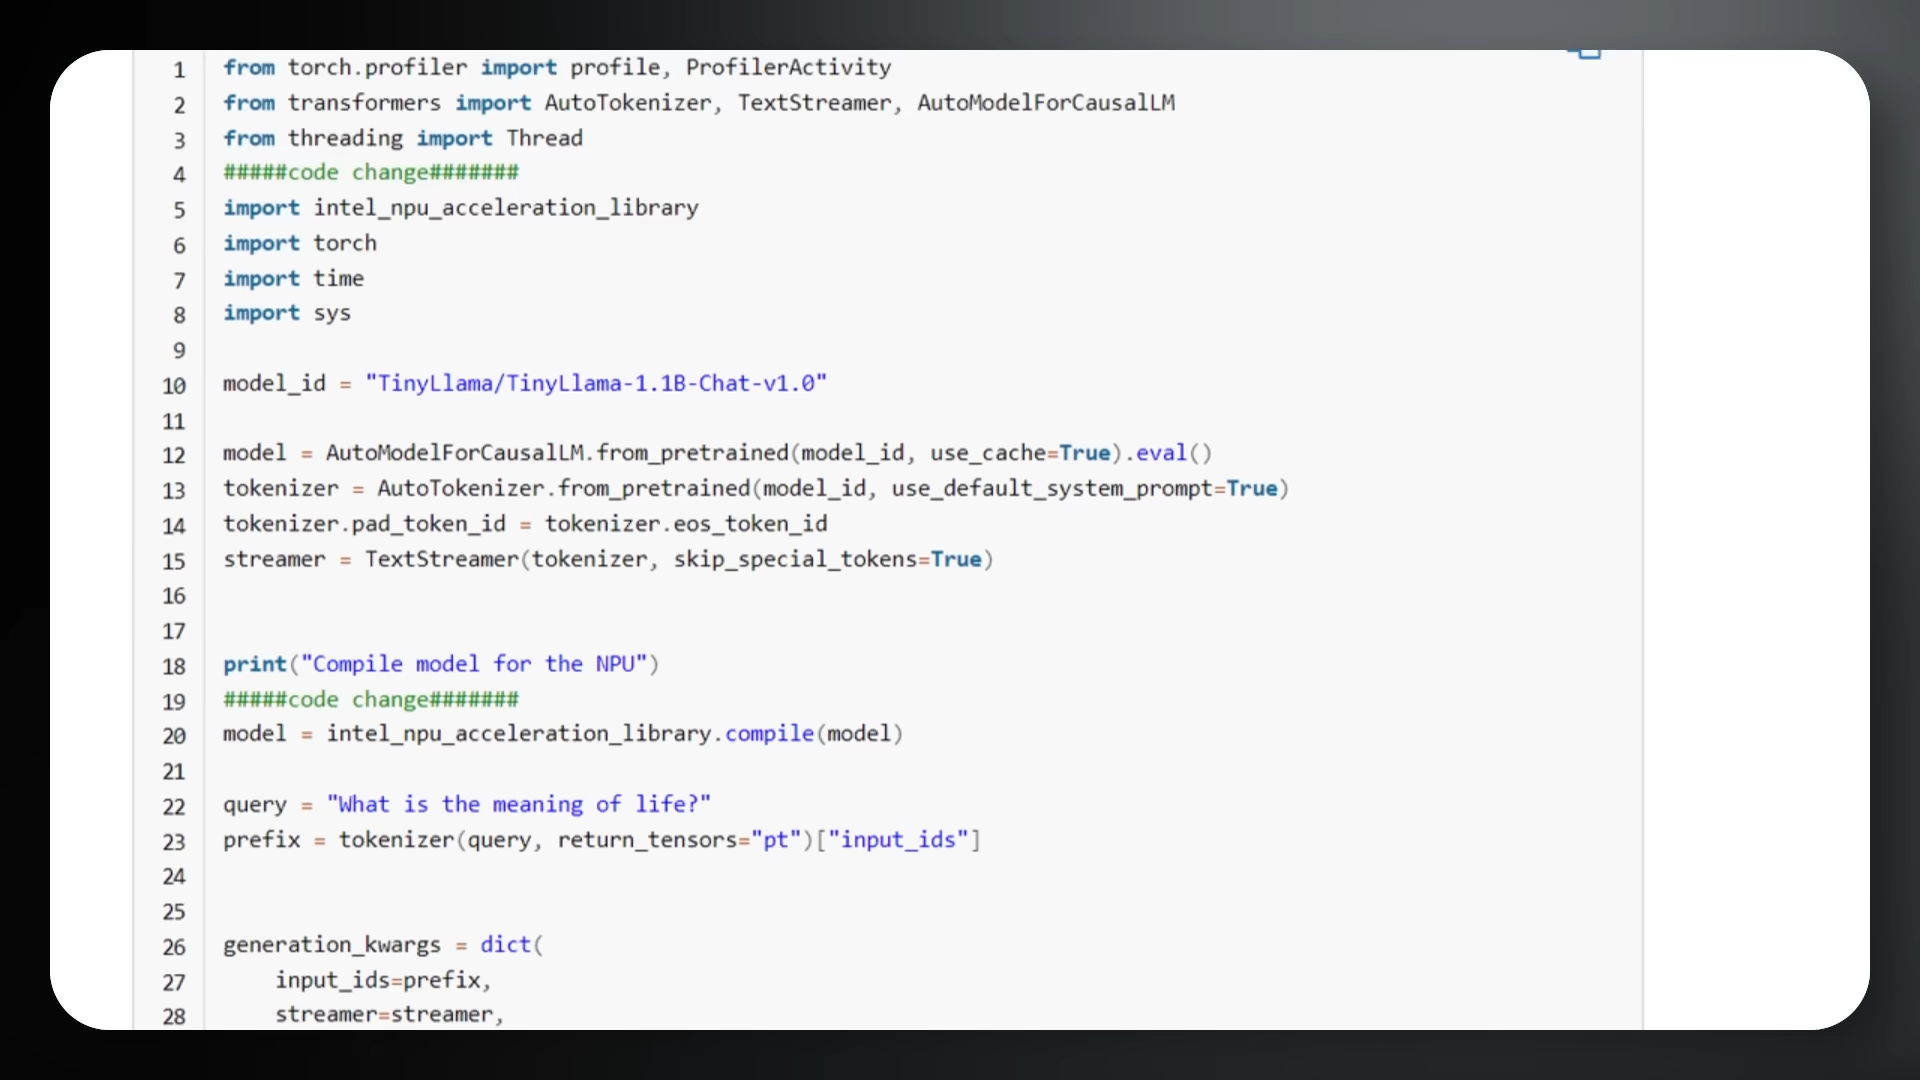 1 from torch.profiler import profile, ProfilerActivity
2 from transformers import AutoTokenizer, TextStreamer, AutoModelForCausalLM
3 from threading import Thread
4 #####code change#######
5 import intel_npu_acceleration_library
6 import torch
7 import time
8 import sys
9
10 model_id = "TinyLlama/TinyLlama-1.1B-Chat-v1.0"
11
12 model = AutoModelForCausalLM.from_pretrained(model_id, use_cache=True).eval()
13 tokenizer = AutoTokenizer.from_pretrained(model_id, use_default_system_prompt=True)
14 tokenizer.pad_token_id = tokenizer.eos_token_id
15 streamer = TextStreamer(tokenizer, skip_special_tokens=True)
16
17
18 print("Compile model for the NPU")
19 #####code change#######
20 model = intel_npu_acceleration_library.compile(model)
21
22 query = "What is the meaning of life?"
23 prefix = tokenizer(query, return_tensors="pt")["input_ids"]
24
25
26 generation_kwargs = dict(
27     input_ids=prefix,
28     streamer=streamer,